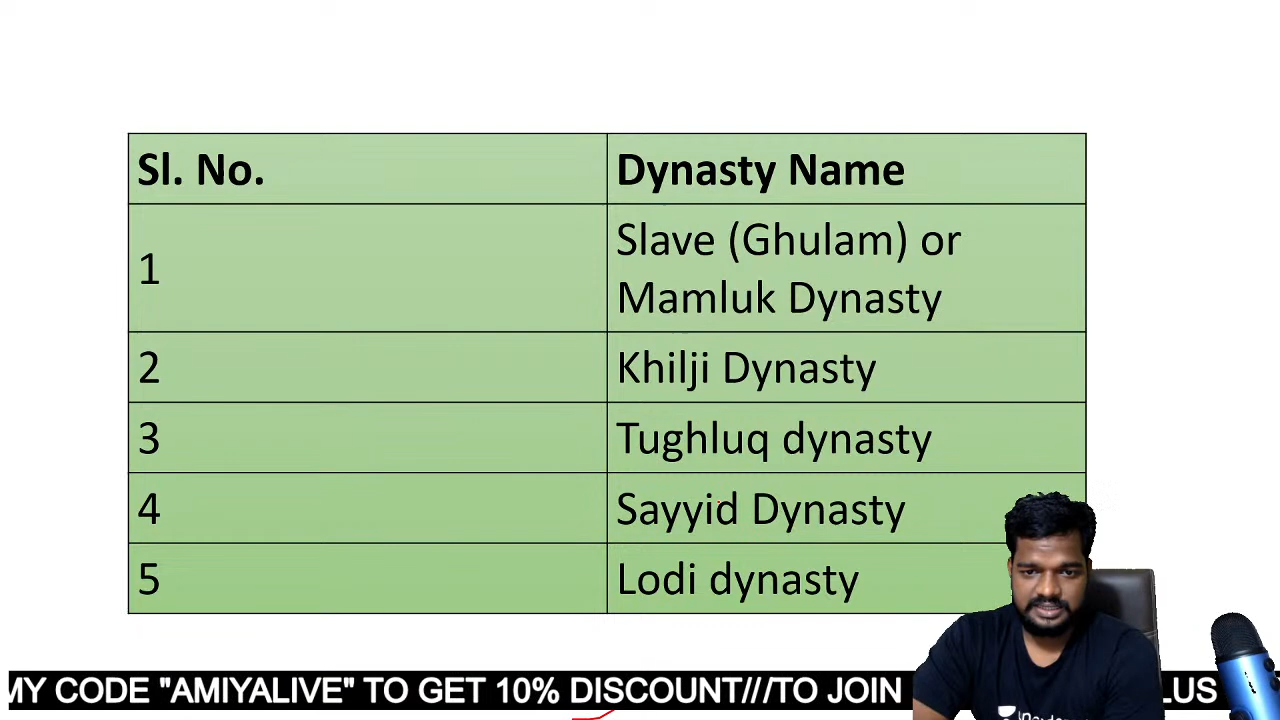 Sl. No.
Dynasty Name
1
Slave (Ghulam) or
Mamluk Dynasty
2
Khilji Dynasty
3
Tughluq dynasty
4
Sayyid Dynasty
5
Lodi dynasty
MY CODE "AMIYALIVE" TO GET 10% DISCOUNT///TO JOIN LUS